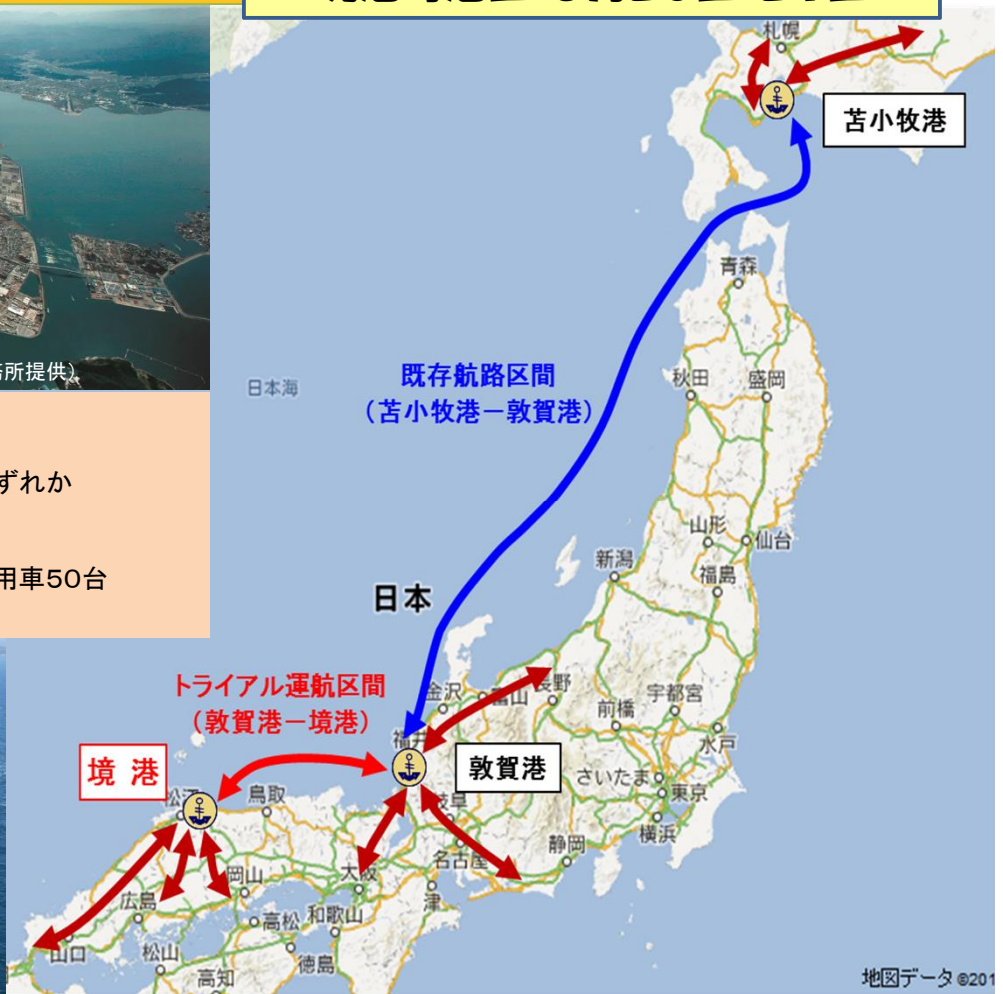 務所提供）
ずれか
用車50台
札幌
苫小牧港
青森
既存航路区間
（苫小牧港－敦賀港）
日本海
秋田
盛岡
山形
仙台
新潟
福島
日本
トライアル運航区間
（敦賀港－境港）
金沢
富山
長野
宇都宮
前橋
水戸
福井
敦賀港
境 港
さいたま
東京
松江
鳥取
岐阜
横浜
名古屋
静岡
大阪
津
岡山
広島
高松
和歌山
山口
松山
徳島
高知
地図データ ©201